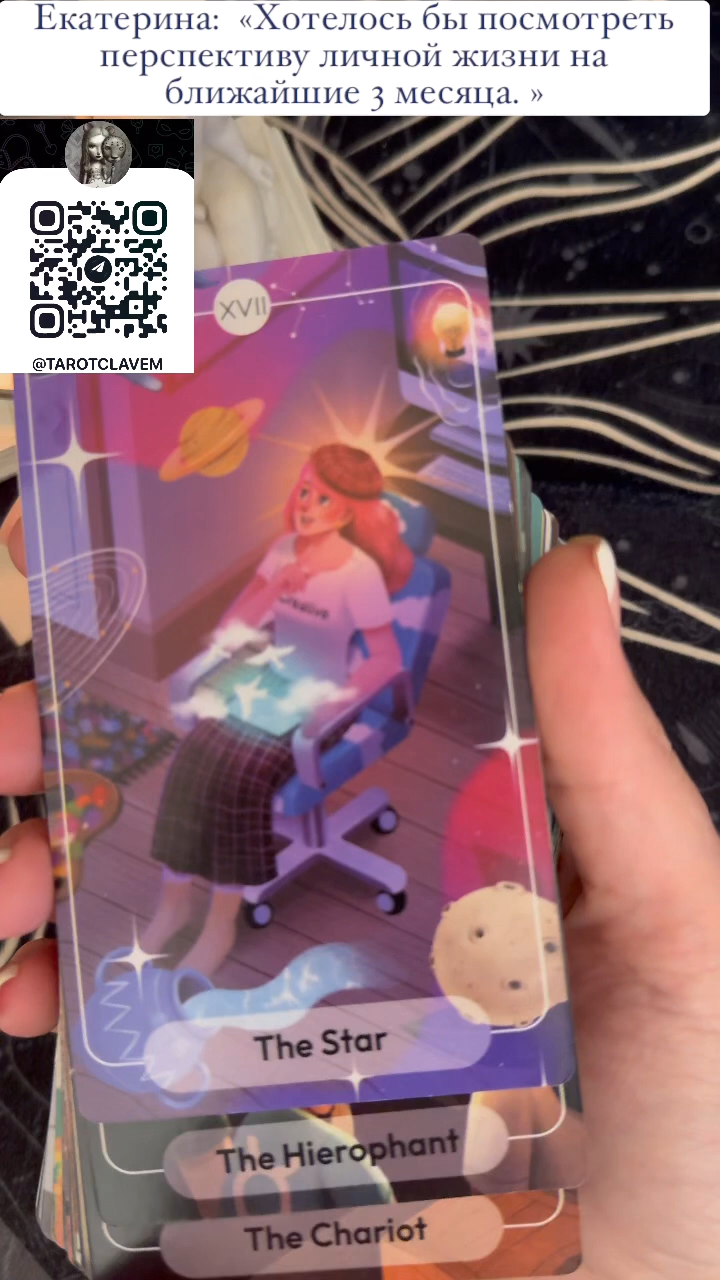 Екатерина: «Хотелось бы посмотреть
перспективу личной жизни на
ближайшие 3 месяца. »
@TAROTCLAVEM
XVII
Creative
The Star
The Hierophant
The Chariot